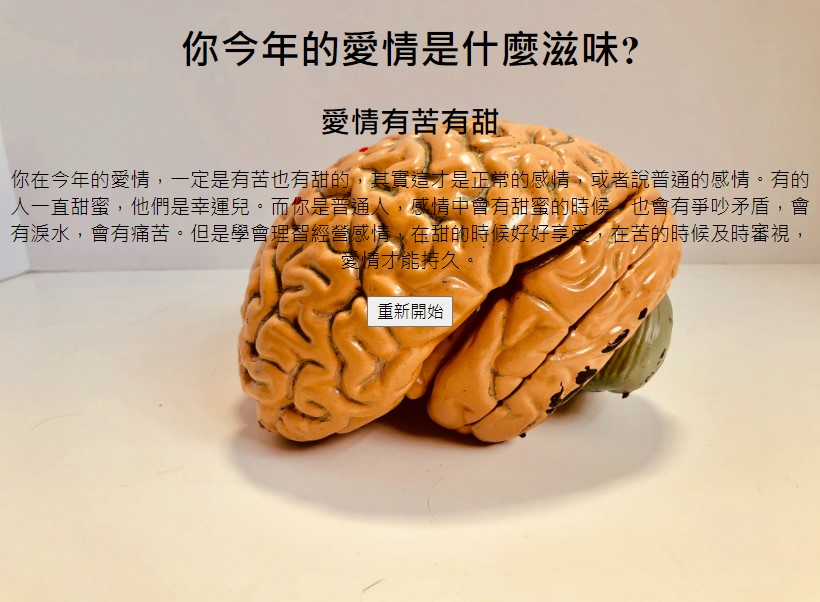 你今年的愛情是什麼滋味?
愛情有苦有甜
你在今年的愛情，一定是有苦也有甜的，其實這才是正常的感情，或者說普通的感情。有的
人一直甜蜜，他們是幸運兒。而你是普通人，感情中會有甜蜜的時候，也會有爭吵矛盾，會
有淚水，會有痛苦。但是學會理智經營感情，在甜的時候好好享受，在苦的時候及時審視，
愛情才能持久。
重新開始